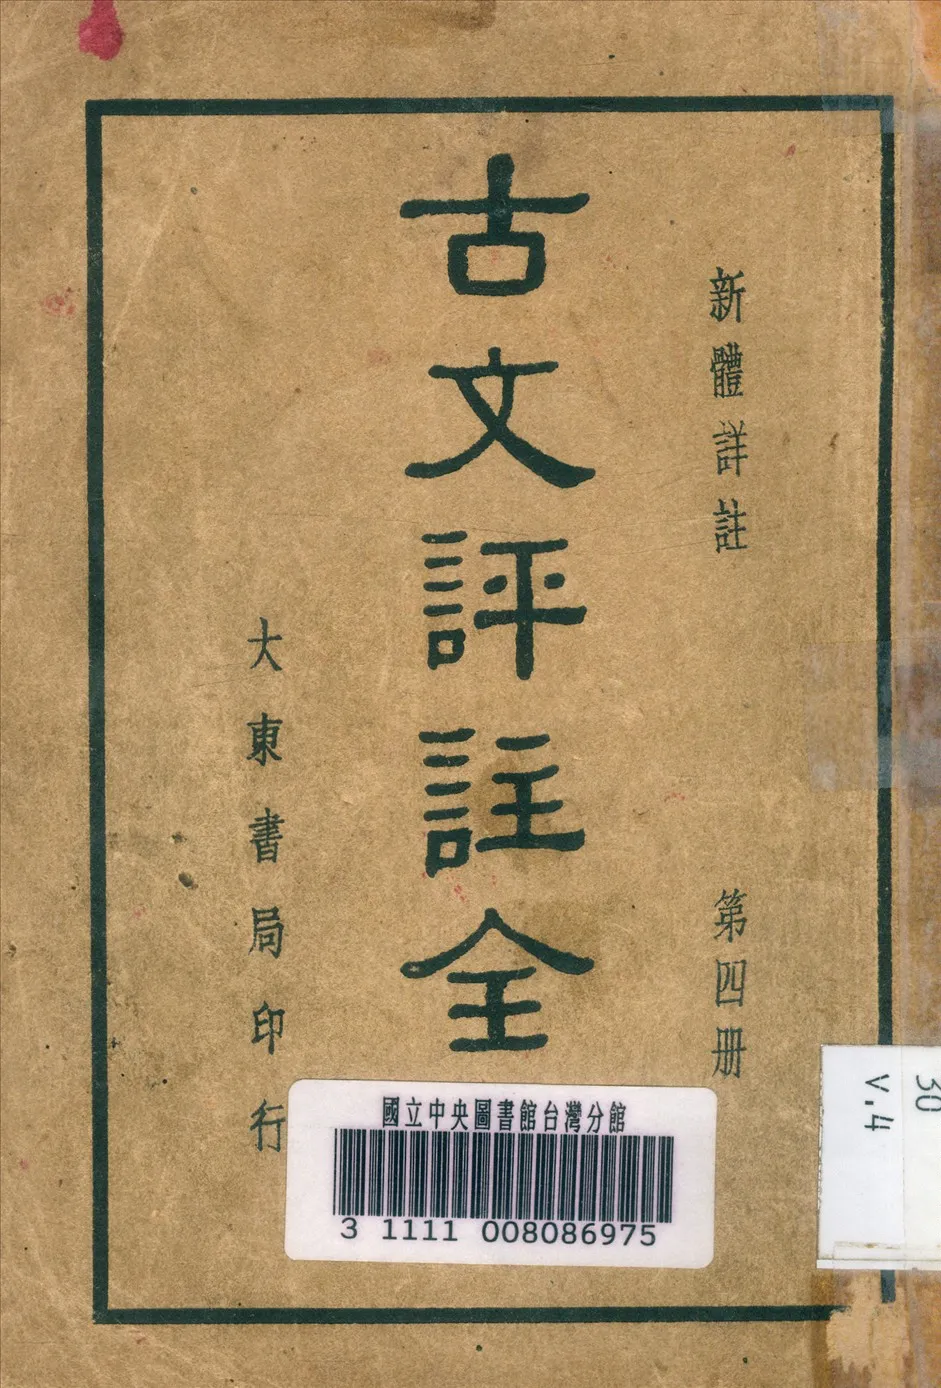 新體詳註 第四册
古文評註全
大東書局印行
國立中央圖書館台灣分館
3 1111 008086975
30
v.4